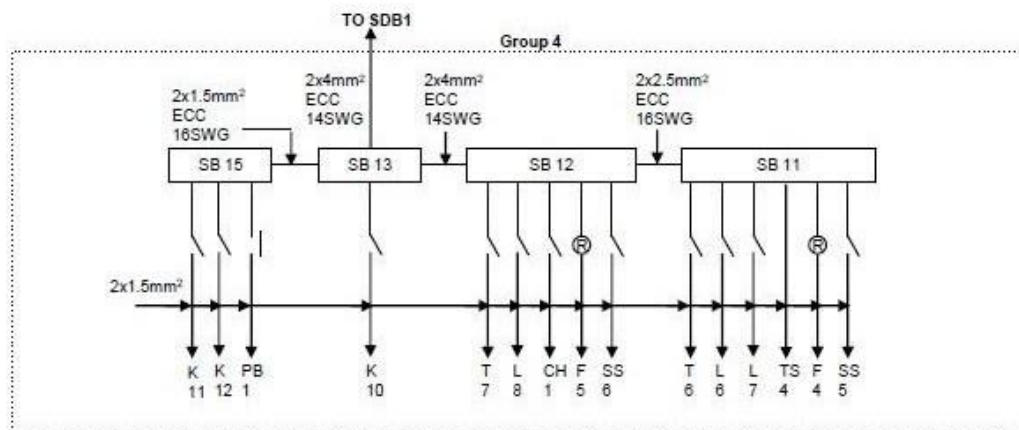 TO SDB1
Group 4
2x1.5mm²
ECC
16SWG
2x4mm²
ECC
14SWG
2x4mm²
ECC
14SWG
2x2.5mm²
ECC
16SWG
SB 15
SB 13
SB 12
SB 11
R
R
2x1.5mm²
K
11
K
12
PB
1
K
10
T
7
L
8
CH
1
F
5
SS
6
T
6
L
6
L
7
TS
4
F
4
SS
5